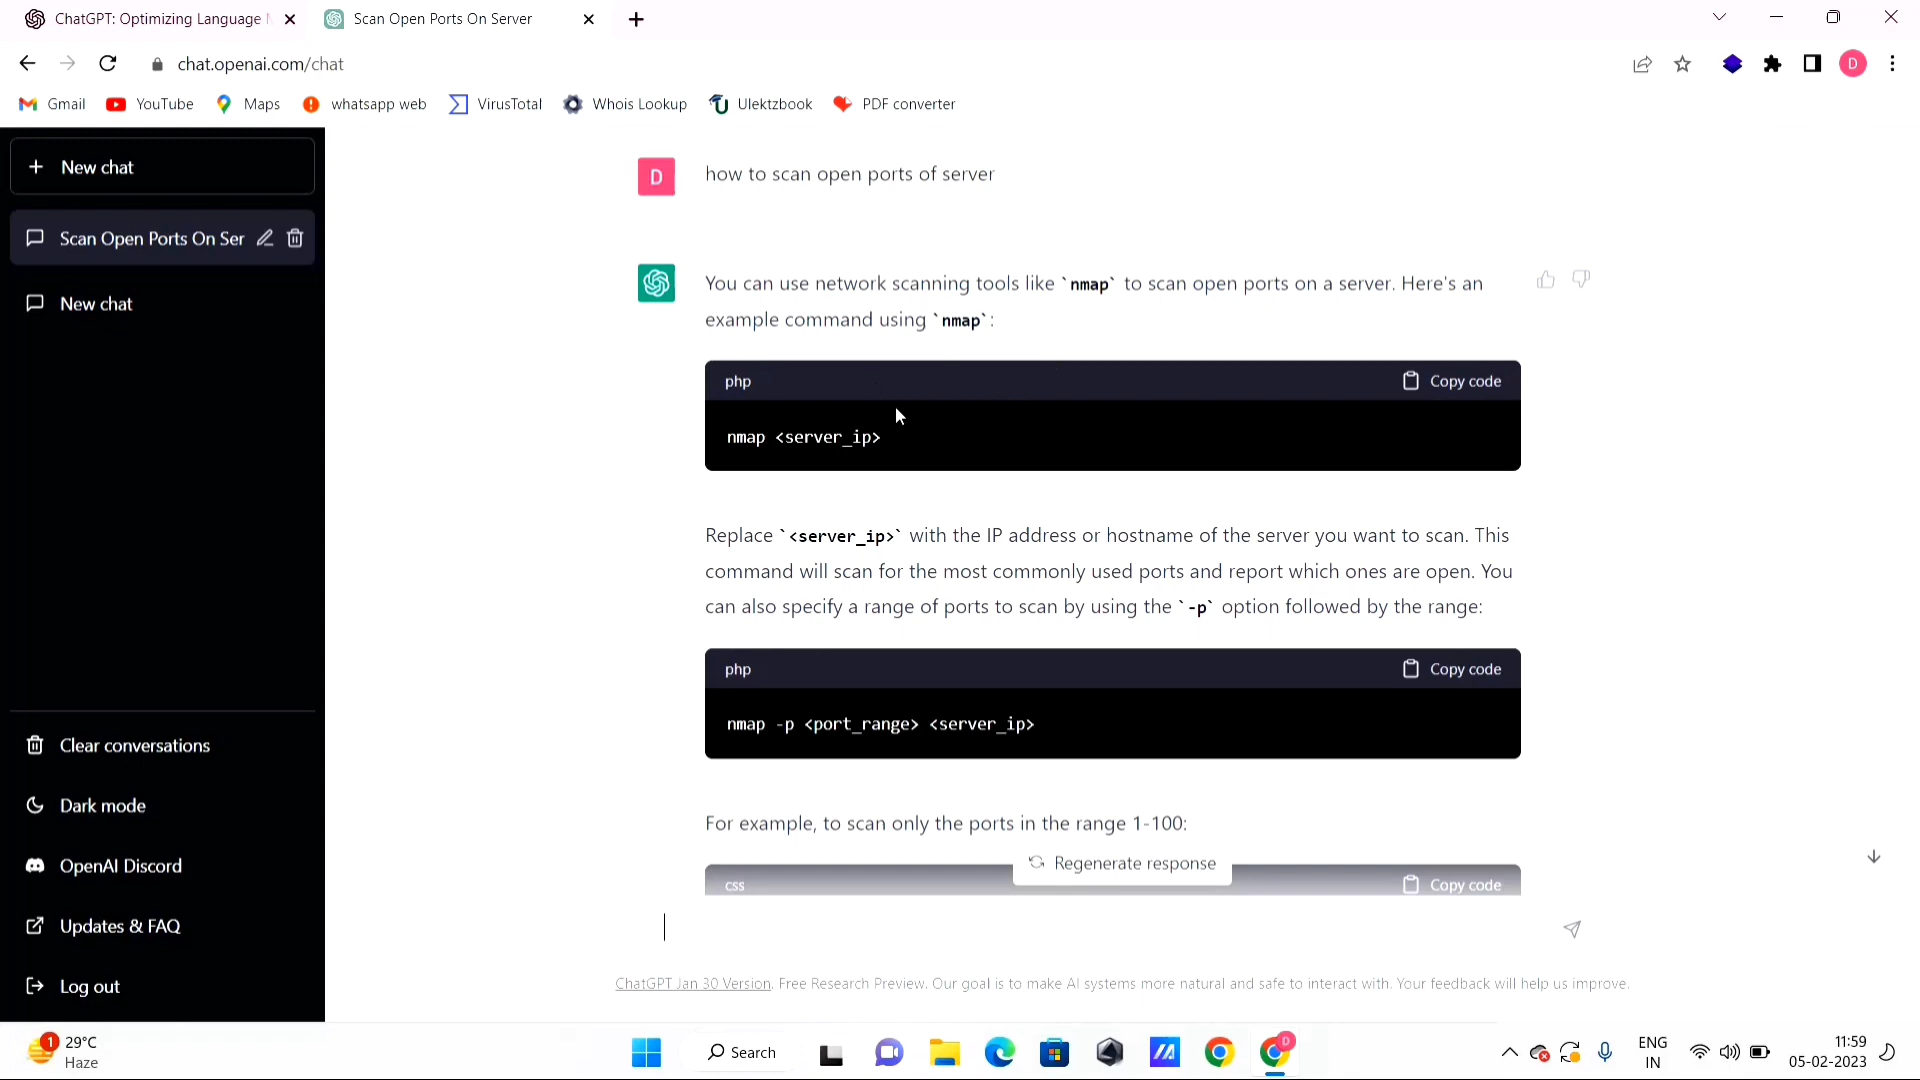 ChatGPT: Optimizing Language
Scan Open Ports On Server
chat.openai.com/chat
D
Gmail
YouTube
Maps
whatsapp web
VirusTotal
Whois Lookup
Ulektzbook
PDF converter
New chat
Scan Open Ports On Ser
New chat
Clear conversations
Dark mode
OpenAI Discord
Updates & FAQ
Log out
D
how to scan open ports of server
You can use network scanning tools like `nmap` to scan open ports on a server. Here's an
example command using `nmap`:
php
Copy code
nmap <server_ip>
Replace `<server_ip>` with the IP address or hostname of the server you want to scan. This
command will scan for the most commonly used ports and report which ones are open. You
can also specify a range of ports to scan by using the `-p` option followed by the range:
php
Copy code
nmap -p <port_range> <server_ip>
For example, to scan only the ports in the range 1-100:
Regenerate response
css
Copy code
ChatGPT Jan 30 Version. Free Research Preview. Our goal is to make AI systems more natural and safe to interact with. Your feedback will help us improve.
1
29°C
Haze
Search
D
ENG
IN
11:59
05-02-2023